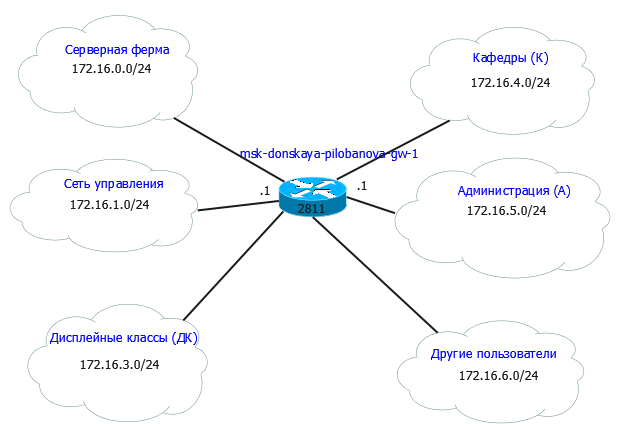 Серверная ферма
172.16.0.0/24
Кафедры (К)
172.16.4.0/24
msk-donskaya-pilobanova-gw-1
Сеть управления
172.16.1.0/24
.1
.1
2811
Администрация (А)
172.16.5.0/24
Дисплейные классы (ДК)
172.16.3.0/24
Другие пользователи
172.16.6.0/24